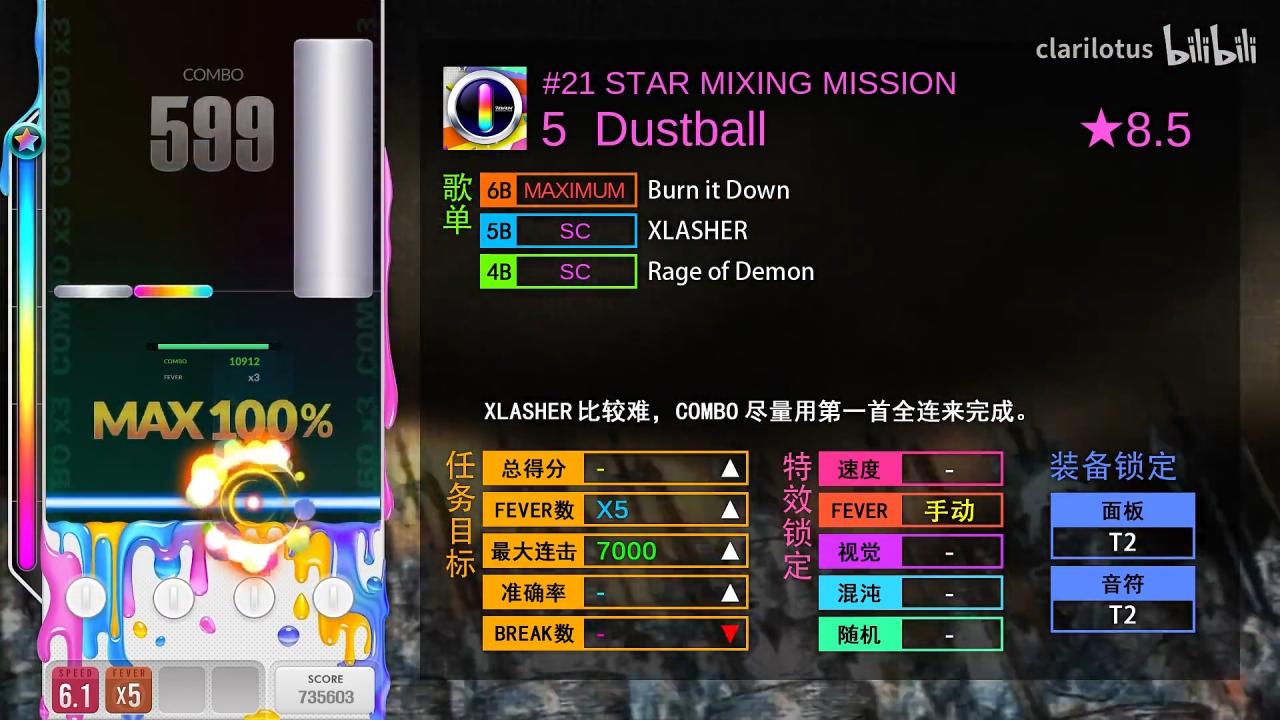 COMBO
599
COMBO x3
COMBO x3
COMBO 10912
FEVER x3
MAX 100%
SPEED
6.1
FEVER
x5
SCORE
735603
clarilotus bilibili
#21 STAR MIXING MISSION
5 Dustball
★8.5
歌单
6B MAXIMUM Burn it Down
5B SC XLASHER
4B SC Rage of Demon
XLASHER 比较难，COMBO 尽量用第一首全连来完成。
任务目标
总得分 - ▲
FEVER数 X5 ▲
最大连击 7000 ▲
准确率 - ▲
BREAK数 - ▼
特效锁定
速度 -
FEVER 手动
视觉 -
混沌 -
随机 -
装备锁定
面板
T2
音符
T2